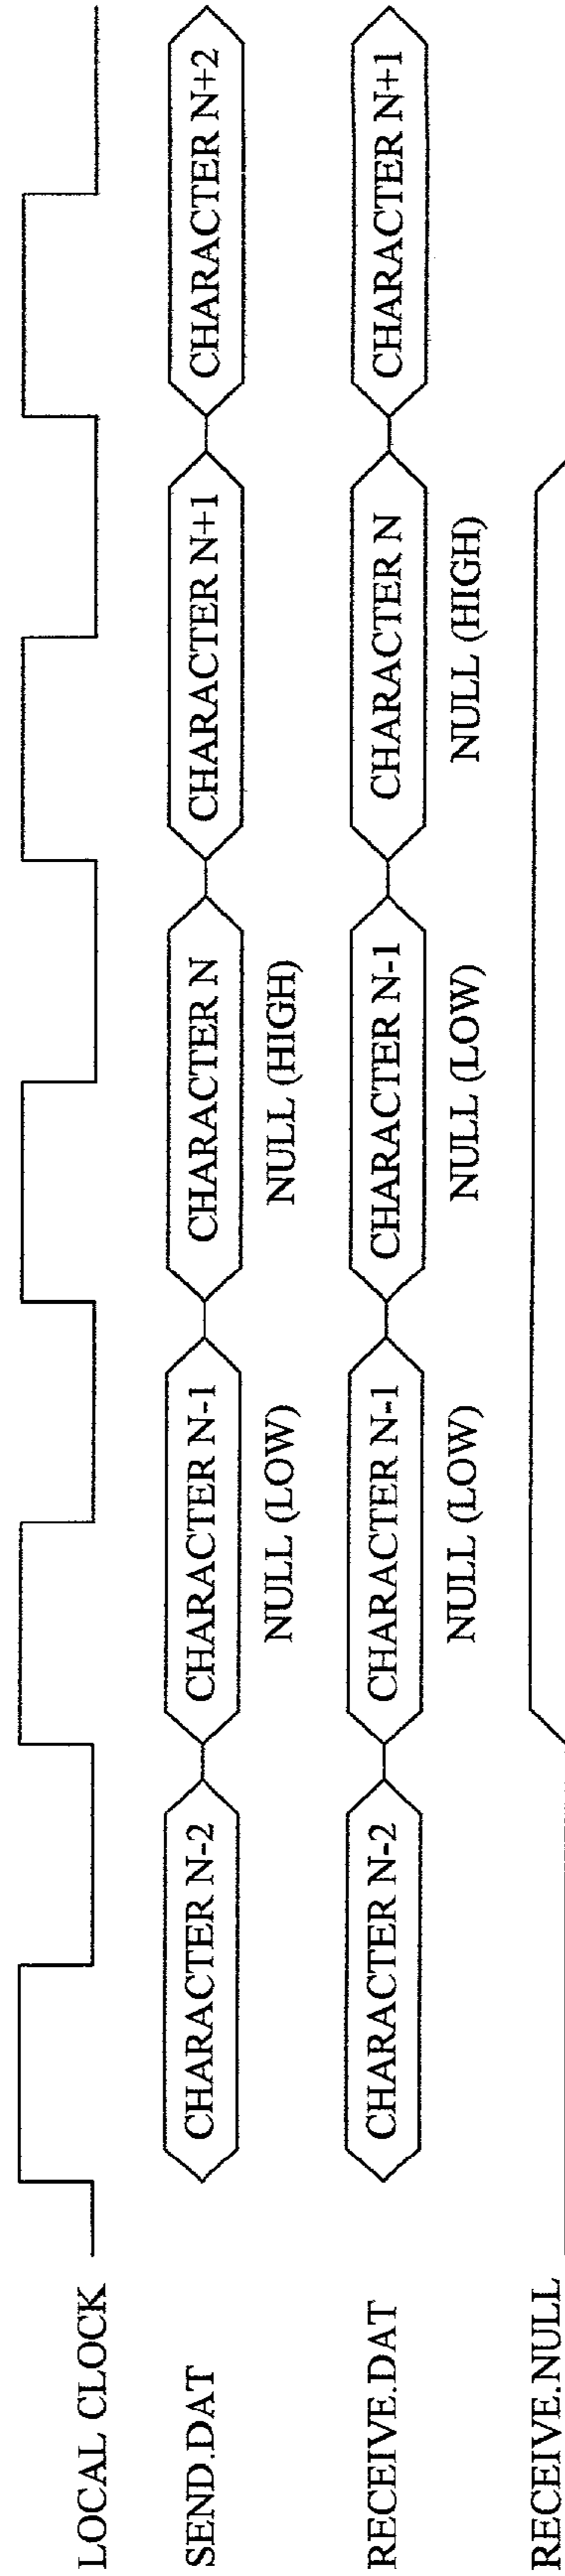 LOCAL CLOCK
SEND.DAT
CHARACTER N-2
CHARACTER N-1
CHARACTER N
CHARACTER N+1
CHARACTER N+2
NULL (LOW)
NULL (HIGH)
RECEIVE.DAT
CHARACTER N-2
CHARACTER N-1
CHARACTER N-1
CHARACTER N
CHARACTER N+1
NULL (LOW)
NULL (LOW)
NULL (HIGH)
RECEIVE.NULL